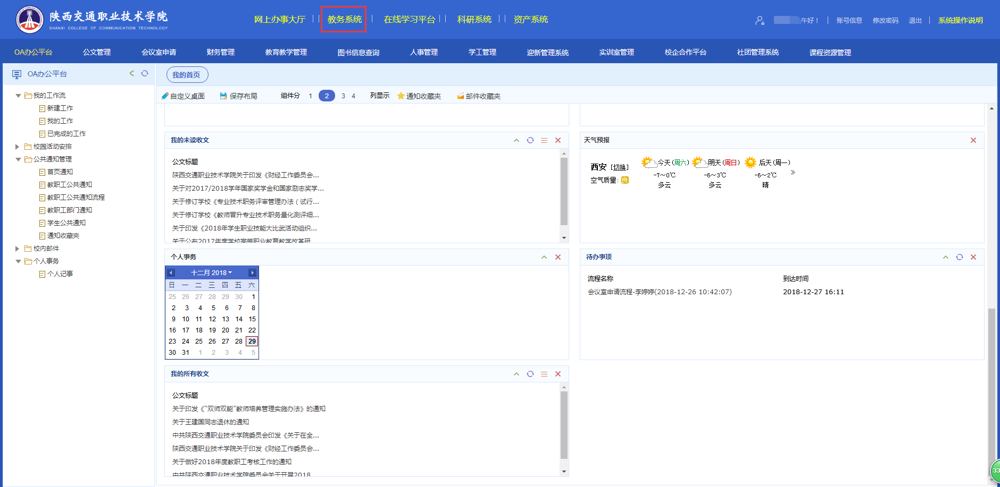 陕西交通职业技术学院
SHANXI COLLEGE OF COMMUNICATION TECHNOLOGY
网上办事大厅 教务系统 在线学习平台 科研系统 资产系统
午好！ 账号信息 修改密码 退出 系统操作说明
OA办公平台 公文管理 会议室申请 财务管理 教育教学管理 图书信息查询 人事管理 学工管理 迎新管理系统 实训室管理 校企合作平台 社团管理系统 课程资源管理
OA办公平台
我的工作流
新建工作
我的工作
已完成的工作
校园活动安排
公共通知管理
首页通知
教职工公共通知
教职工公共通知流程
教职工部门通知
学生公共通知
通知收藏夹
校内邮件
个人事务
个人记事
我的首页
自定义桌面 保存布局 组件分 1 2 3 4 列显示 通知收藏夹 邮件收藏夹
我的未读收文
公文标题
陕西交通职业技术学院关于印发《财经工作委员会...
关于对2017/2018学年国家奖学金和国家励志奖学...
关于修订学校《专业技术职务评审管理办法（试行...
关于修订学校《教师晋升专业技术职务量化测评细...
关于印发《2018年学生职业技能大比武活动组织...
关于公布2017年度学校高等职业教育教学改革研
天气预报
西安 [切换]
空气质量: 良
今天(周六) 明天(周日) 后天(周一)
-7～0℃ -6～3℃ -6～2℃
多云 多云 晴
个人事务
十二月 2018
日 一 二 三 四 五 六
25 26 27 28 29 30 1
2 3 4 5 6 7 8
9 10 11 12 13 14 15
16 17 18 19 20 21 22
23 24 25 26 27 28 29
30 31 1 2 3 4 5
待办事项
流程名称 到达时间
会议室申请流程-李婷婷(2018-12-26 10:42:07) 2018-12-27 16:11
我的所有收文
公文标题
关于印发《“双师双能”教师培养管理实施办法》的通知
关于王建国同志退休的通知
中共陕西交通职业技术学院委员会印发《关于在全...
陕西交通职业技术学院关于印发《财经工作委员会...
关于做好2018年度教职工考核工作的通知
中共陕西交通职业技术学院委员会关于开展2018
33